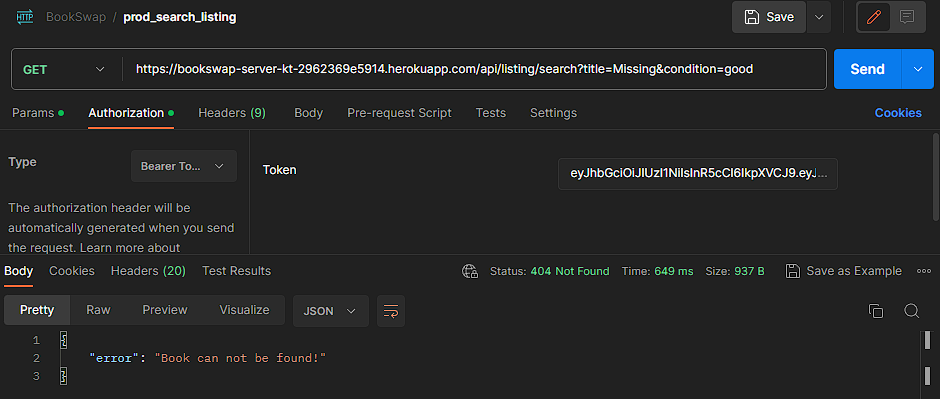 HTTP BookSwap / prod_search_listing Save
GET https://bookswap-server-kt-2962369e5914.herokuapp.com/api/listing/search?title=Missing&condition=good Send
Params Authorization Headers (9) Body Pre-request Script Tests Settings Cookies
Type Bearer To... Token eyJhbGciOiJIUzI1NiIsInR5cCI6IkpXVCJ9.eyJ...
The authorization header will be
automatically generated when you send
the request. Learn more about
Body Cookies Headers (20) Test Results Status: 404 Not Found Time: 649 ms Size: 937 B Save as Example
Pretty Raw Preview Visualize JSON
1 {
2 "error": "Book can not be found!"
3 }